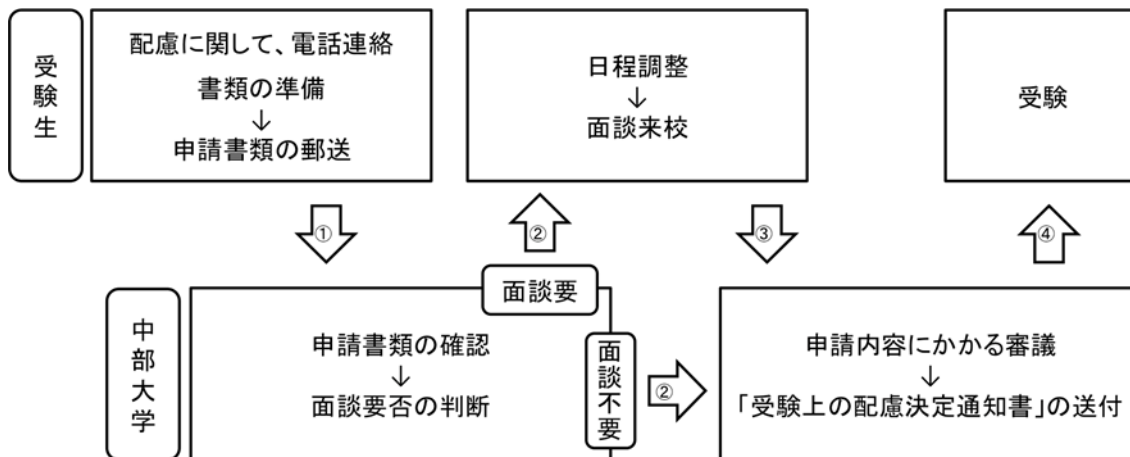 受験生
配慮に関して、電話連絡
書類の準備
↓
申請書類の郵送
日程調整
↓
面談来校
受験
①
②
③
④
中部大学
面談要
申請書類の確認
↓
面談要否の判断
面談不要
②
申請内容にかかる審議
↓
「受験上の配慮決定通知書」の送付